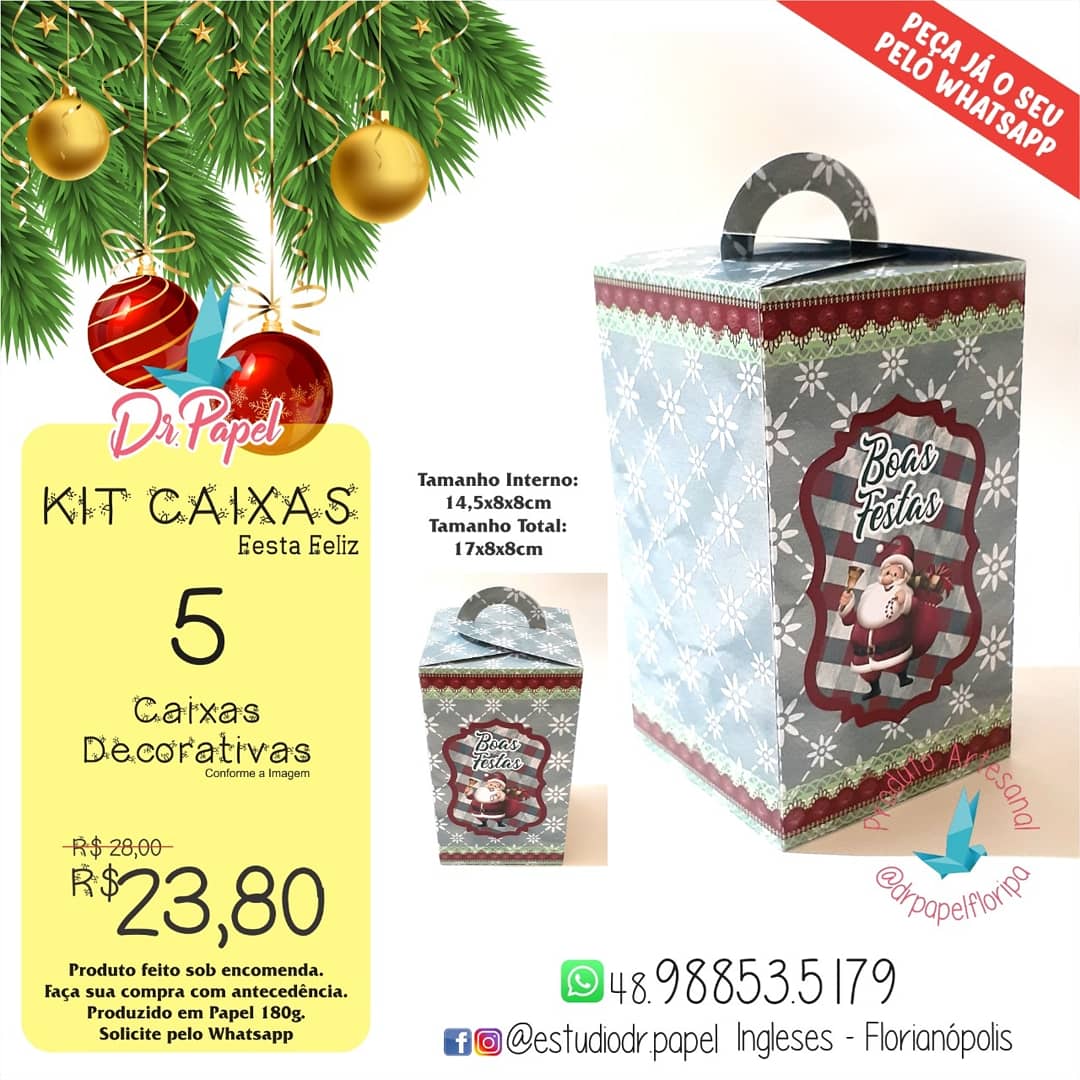 PEÇA JÁ O SEU
PELO WHATSAPP
Dr. Papel
KIT CAIXAS
Festa Feliz
5
Caixas
Decorativas
Conforme a Imagem
R$ 28,00
R$23,80
Produto feito sob encomenda.
Faça sua compra com antecedência.
Produzido em Papel 180g.
Solicite pelo Whatsapp
Tamanho Interno:
14,5x8x8cm
Tamanho Total:
17x8x8cm
Boas
Festas
Boas
Festas
Produto Artesanal
@drpapelfloripa
48.98853.5179
@estudiodr.papel Ingleses - Florianópolis